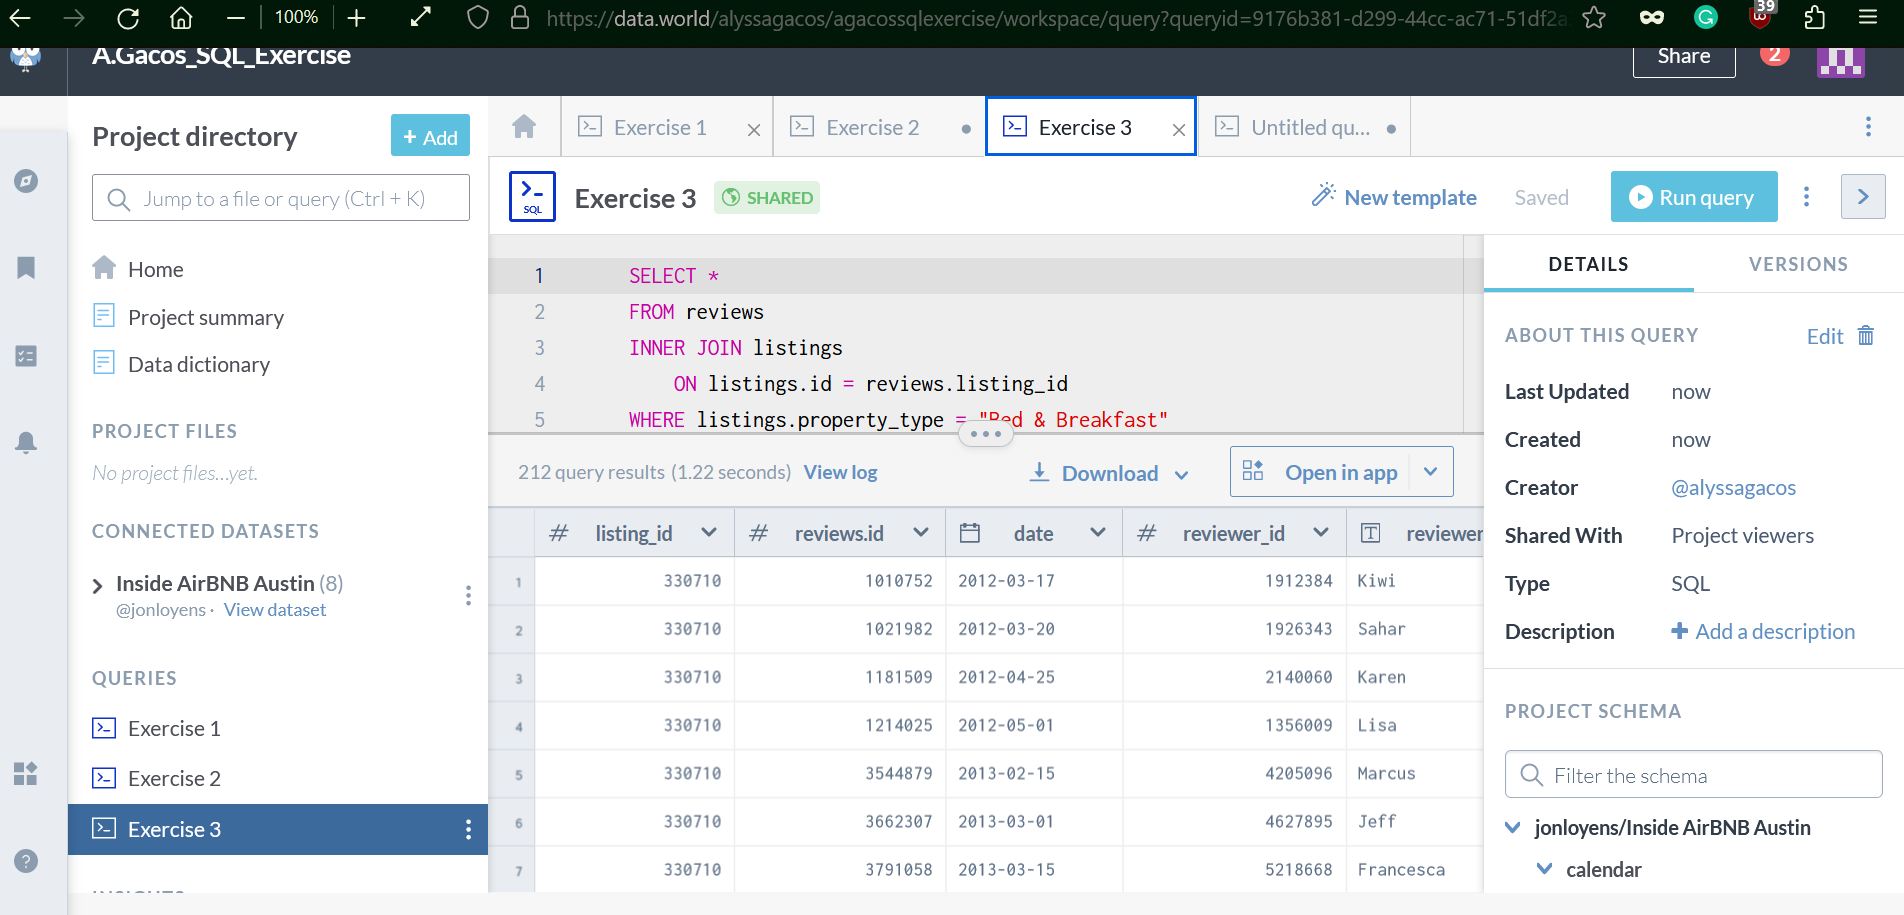 100%
https://data.world/alyssagacos/agacossqlexercise/workspace/query?queryid=9176b381-d299-44cc-ac71-51df2a
39
A.Gacos_SQL_Exercise
Share
2
Project directory
+ Add
Jump to a file or query (Ctrl + K)
Home
Project summary
Data dictionary
PROJECT FILES
No project files...yet.
CONNECTED DATASETS
Inside AirBNB Austin (8)
@jonloyens · View dataset
QUERIES
Exercise 1
Exercise 2
Exercise 3
INSIGHTS
Exercise 1
Exercise 2
Exercise 3
Untitled qu...
SQL
Exercise 3
SHARED
New template
Saved
Run query
1 SELECT *
2 FROM reviews
3 INNER JOIN listings
4 ON listings.id = reviews.listing_id
5 WHERE listings.property_type = "Bed & Breakfast"
212 query results (1.22 seconds) View log
Download
Open in app
# listing_id # reviews.id date # reviewer_id T reviewer
1 330710 1010752 2012-03-17 1912384 Kiwi
2 330710 1021982 2012-03-20 1926343 Sahar
3 330710 1181509 2012-04-25 2140060 Karen
4 330710 1214025 2012-05-01 1356009 Lisa
5 330710 3544879 2013-02-15 4205096 Marcus
6 330710 3662307 2013-03-01 4627895 Jeff
7 330710 3791058 2013-03-15 5218668 Francesca
DETAILS VERSIONS
ABOUT THIS QUERY Edit
Last Updated now
Created now
Creator @alyssagacos
Shared With Project viewers
Type SQL
Description + Add a description
PROJECT SCHEMA
Filter the schema
jonloyens/Inside AirBNB Austin
calendar